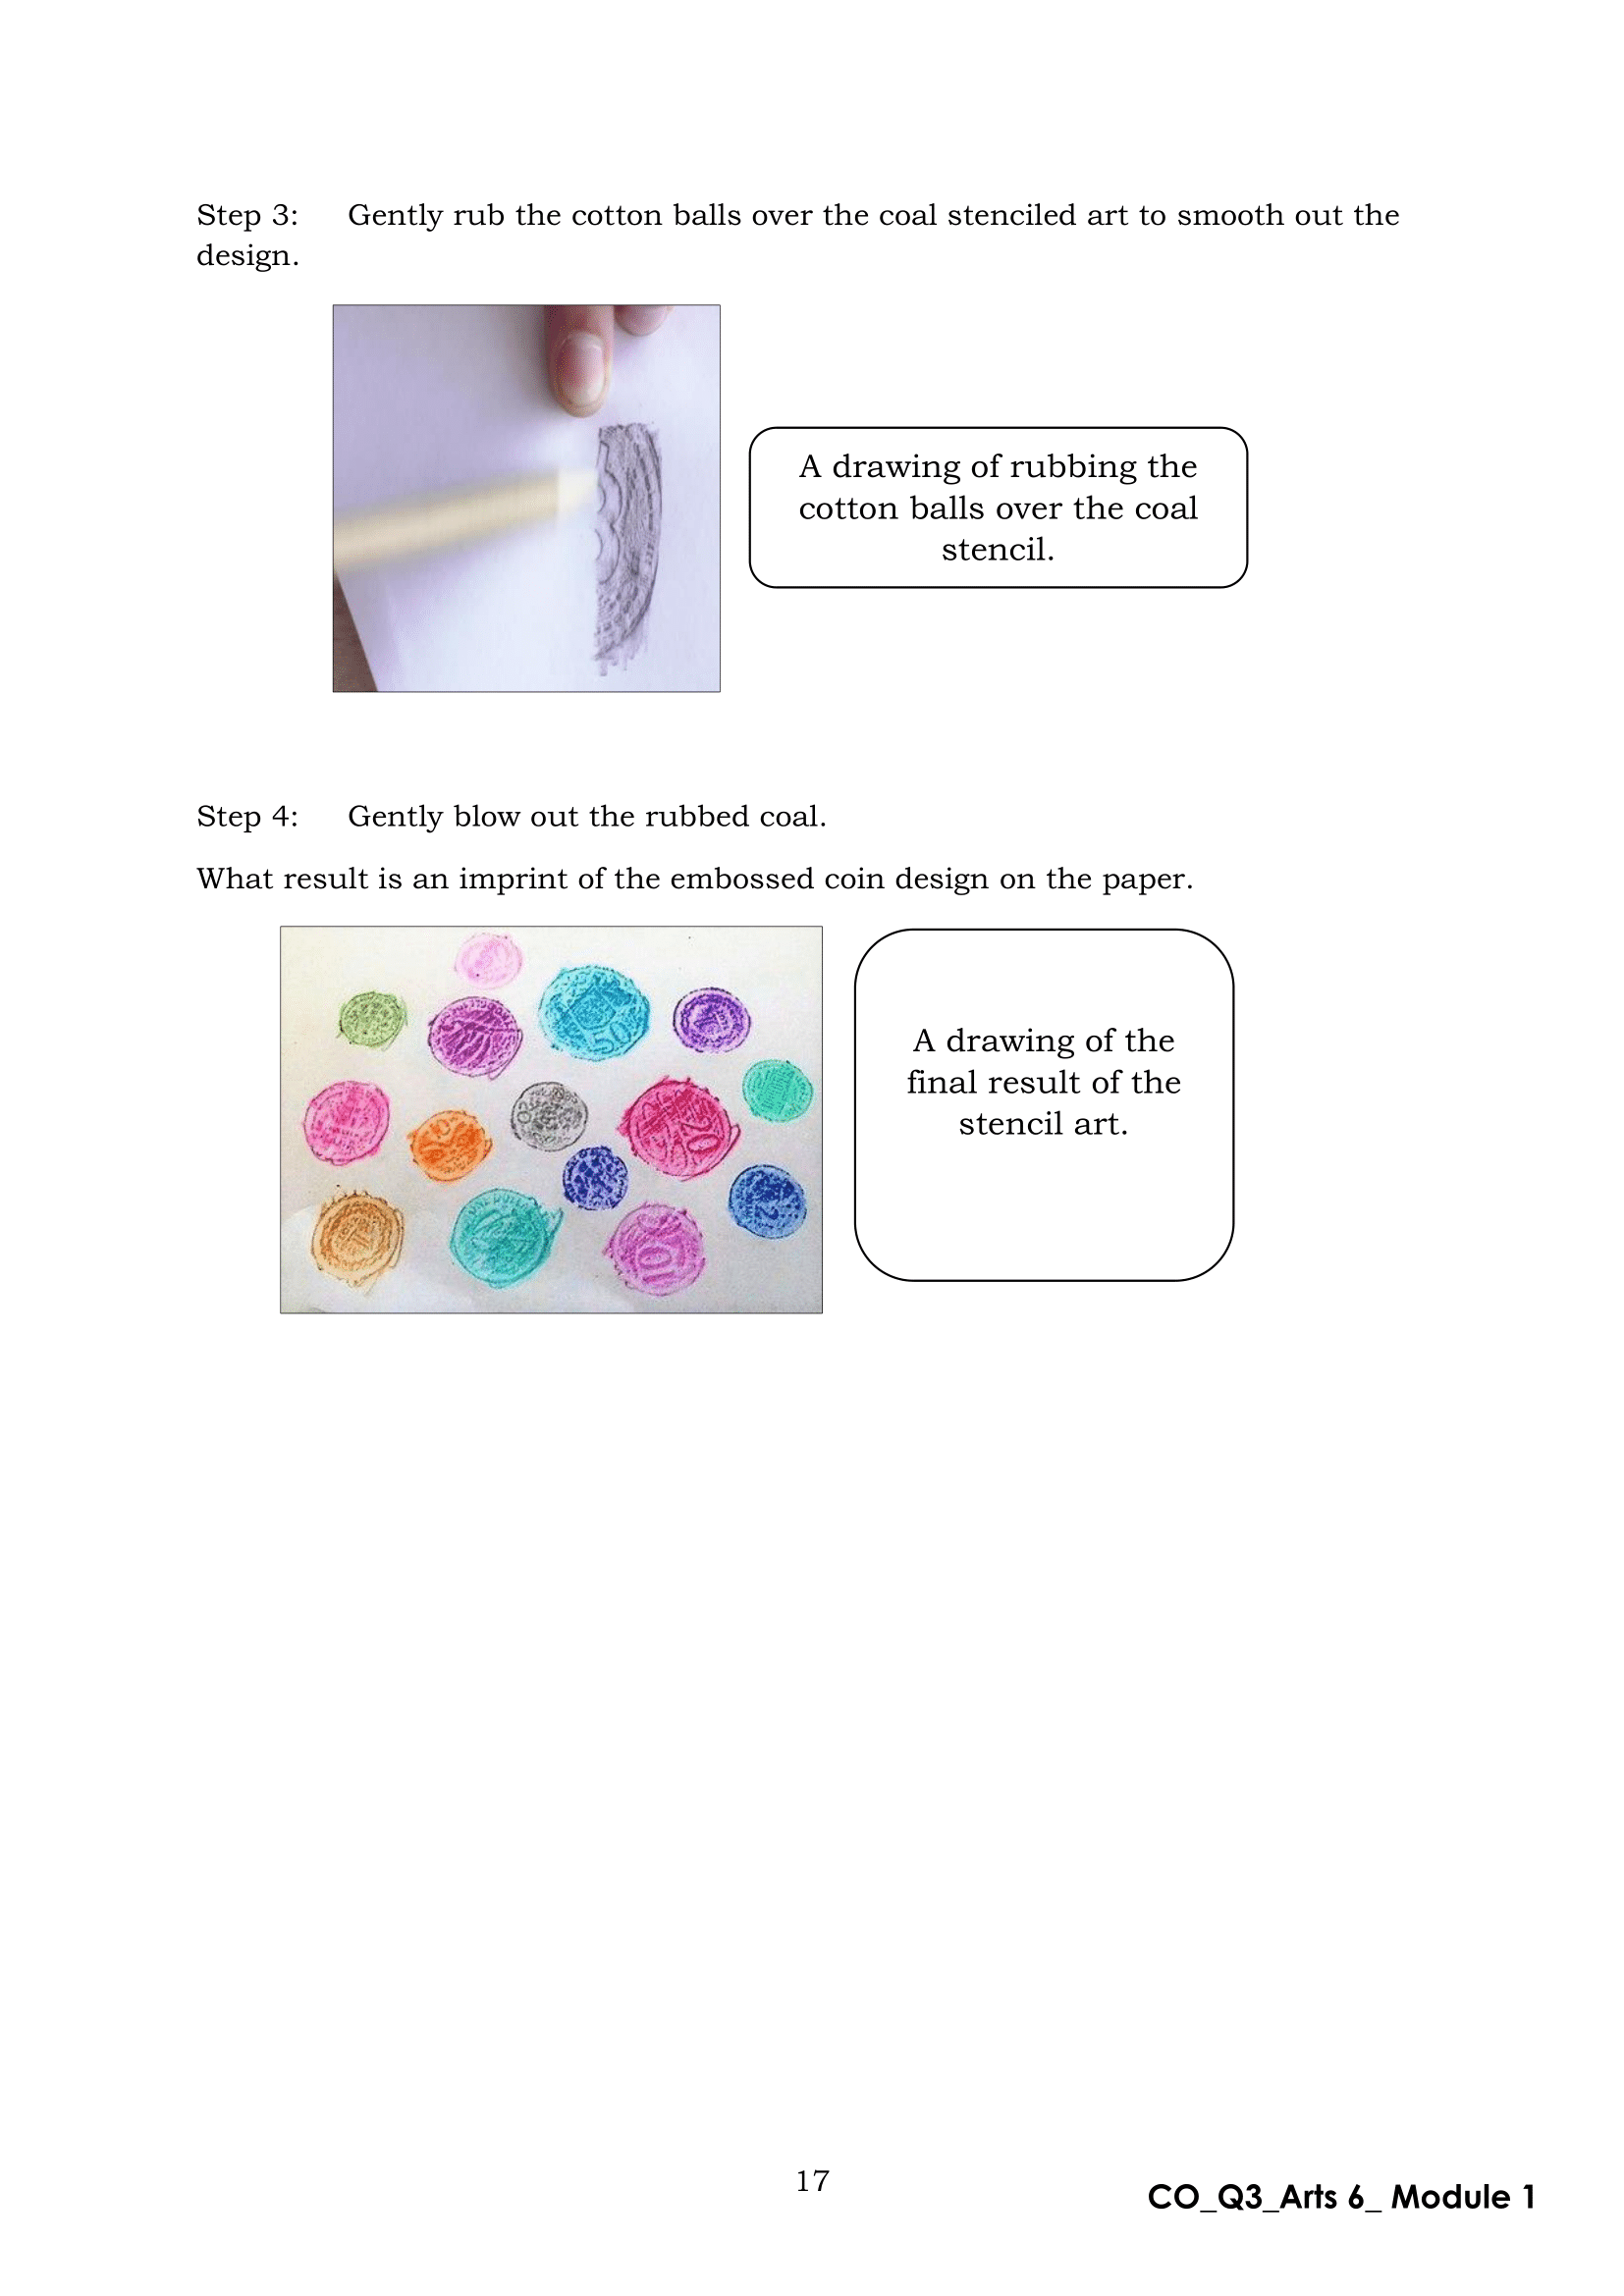 Step 3: Gently rub the cotton balls over the coal stenciled art to smooth out the
design.
A drawing of rubbing the
cotton balls over the coal
stencil.
Step 4: Gently blow out the rubbed coal.
What result is an imprint of the embossed coin design on the paper.
50
20
10
A drawing of the
final result of the
stencil art.
17
CO_Q3_Arts 6_ Module 1